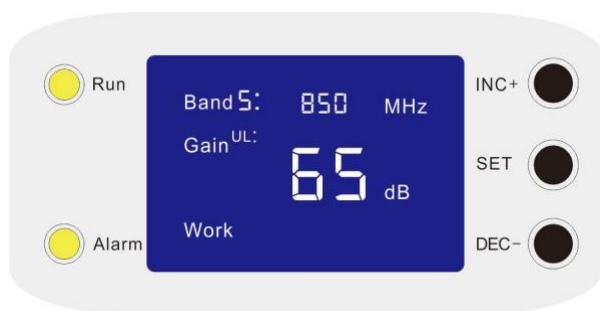 Run
Band 5: 850 MHz
Gain UL:
65 dB
Work
Alarm
INC+
SET
DEC-